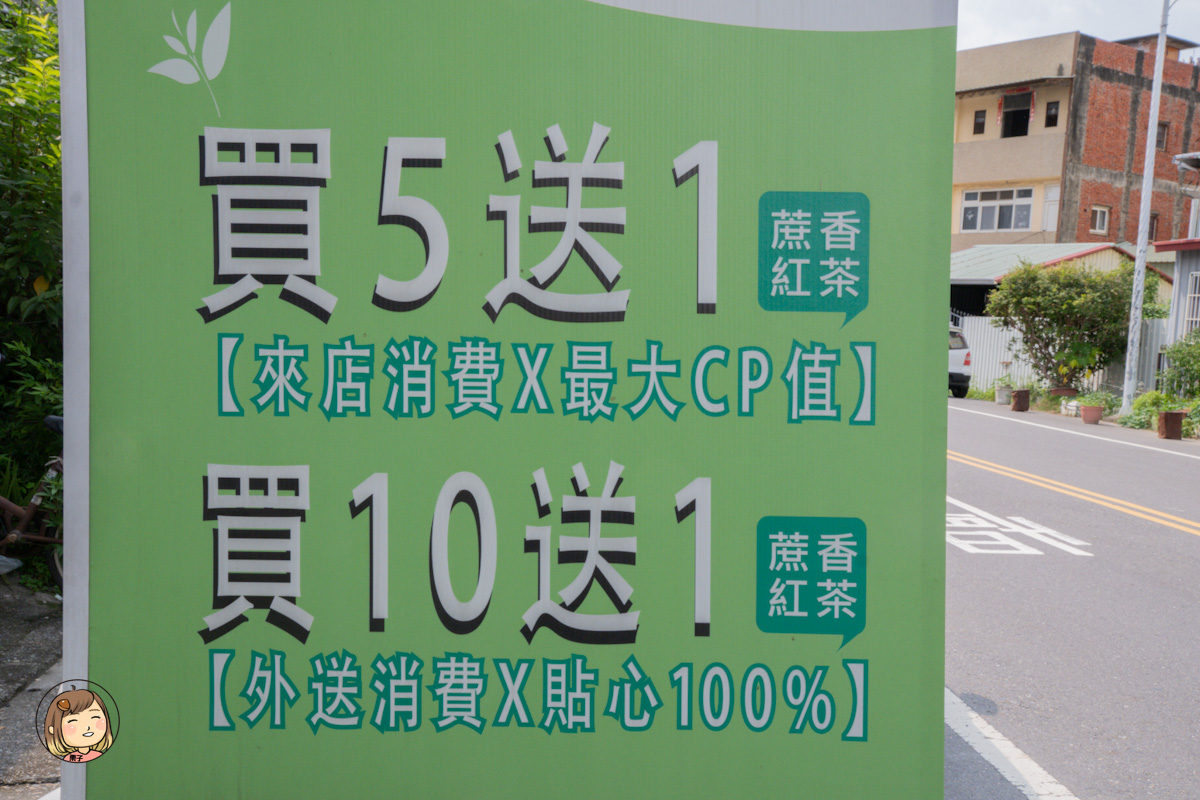 買5送1
蔗香
紅茶
【來店消費X最大CP值】
買10送1
蔗香
紅茶
【外送消費X貼心100%】